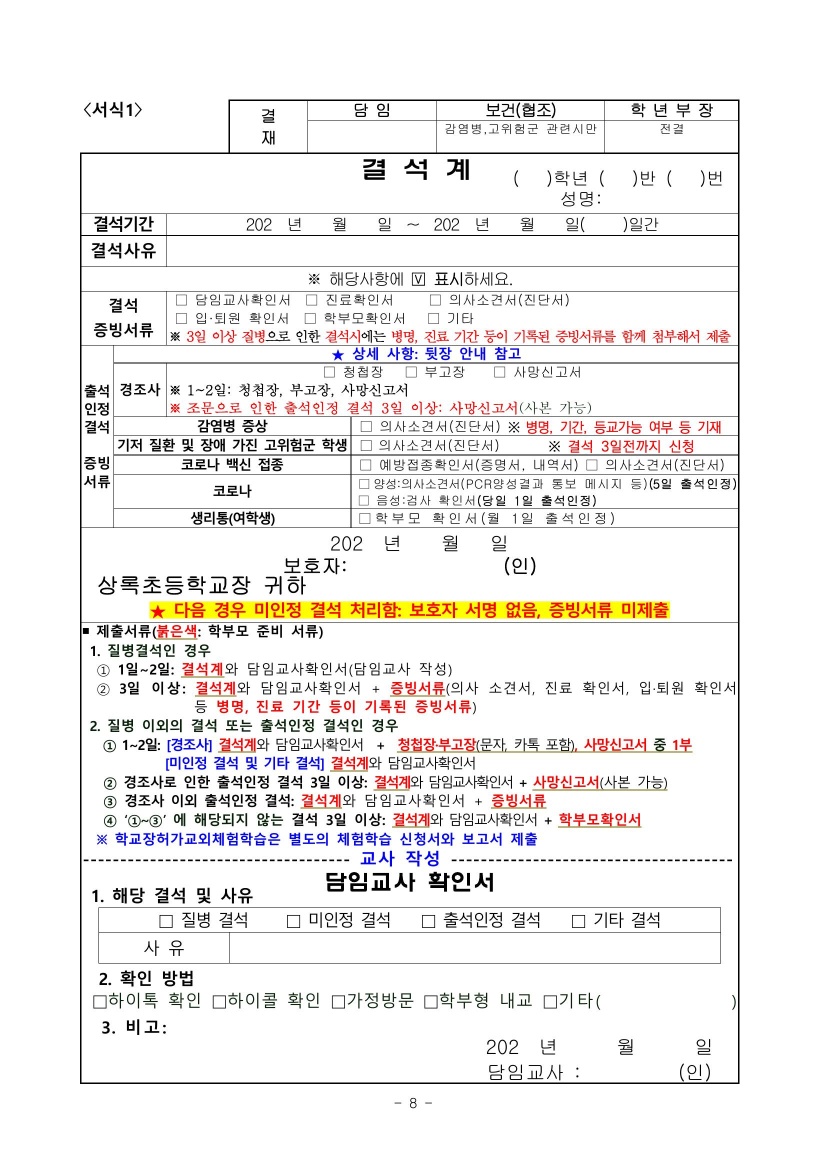 <서식1>
결재
담 임
보건(협조)
학 년 부 장
감염병,고위험군 관련시만
전결
결 석 계
( )학년 ( )반 ( )번
성명:
결석기간
202 년 월 일 ~ 202 년 월 일( )일간
결석사유
※ 해당사항에 ☑ 표시하세요.
결석
증빙서류
□ 담임교사확인서 □ 진료확인서 □ 의사소견서(진단서)
□ 입·퇴원 확인서 □ 학부모확인서 □ 기타
※ 3일 이상 질병으로 인한 결석시에는 병명, 진료 기간 등이 기록된 증빙서류를 함께 첨부해서 제출
출석
인정
결석
증빙
서류
★ 상세 사항: 뒷장 안내 참고
경조사
□ 청첩장 □ 부고장 □ 사망신고서
※ 1~2일: 청첩장, 부고장, 사망신고서
※ 조문으로 인한 출석인정 결석 3일 이상: 사망신고서(사본 가능)
감염병 증상
□ 의사소견서(진단서) ※ 병명, 기간, 등교가능 여부 등 기재
기저 질환 및 장애 가진 고위험군 학생
□ 의사소견서(진단서) ※ 결석 3일전까지 신청
코로나 백신 접종
□ 예방접종확인서(증명서, 내역서) □ 의사소견서(진단서)
코로나
□ 양성:의사소견서(PCR양성결과 통보 메시지 등)(5일 출석인정)
□ 음성:검사 확인서(당일 1일 출석인정)
생리통(여학생)
□학부모 확인서(월 1일 출석인정)
202 년 월 일
보호자: (인)
상록초등학교장 귀하
★ 다음 경우 미인정 결석 처리함: 보호자 서명 없음, 증빙서류 미제출
■ 제출서류(붉은색: 학부모 준비 서류)
1. 질병결석인 경우
① 1일~2일: 결석계와 담임교사확인서(담임교사 작성)
② 3일 이상: 결석계와 담임교사확인서 + 증빙서류(의사 소견서, 진료 확인서, 입·퇴원 확인서
등 병명, 진료 기간 등이 기록된 증빙서류)
2. 질병 이외의 결석 또는 출석인정 결석인 경우
① 1~2일: [경조사] 결석계와 담임교사확인서 + 청첩장·부고장(문자, 카톡 포함), 사망신고서 중 1부
[미인정 결석 및 기타 결석] 결석계와 담임교사확인서
② 경조사로 인한 출석인정 결석 3일 이상: 결석계와 담임교사확인서 + 사망신고서(사본 가능)
③ 경조사 이외 출석인정 결석: 결석계와 담임교사확인서 + 증빙서류
④ ‘①~③’ 에 해당되지 않는 결석 3일 이상: 결석계와 담임교사확인서 + 학부모확인서
※ 학교장허가교외체험학습은 별도의 체험학습 신청서와 보고서 제출
------------------------------------ 교사 작성 --------------------------------------
담임교사 확인서
1. 해당 결석 및 사유
□ 질병 결석 □ 미인정 결석 □ 출석인정 결석 □ 기타 결석
사 유
2. 확인 방법
□하이톡 확인 □하이콜 확인 □가정방문 □학부형 내교 □기타( )
3. 비고:
202 년 월 일
담임교사 : (인)
- 8 -